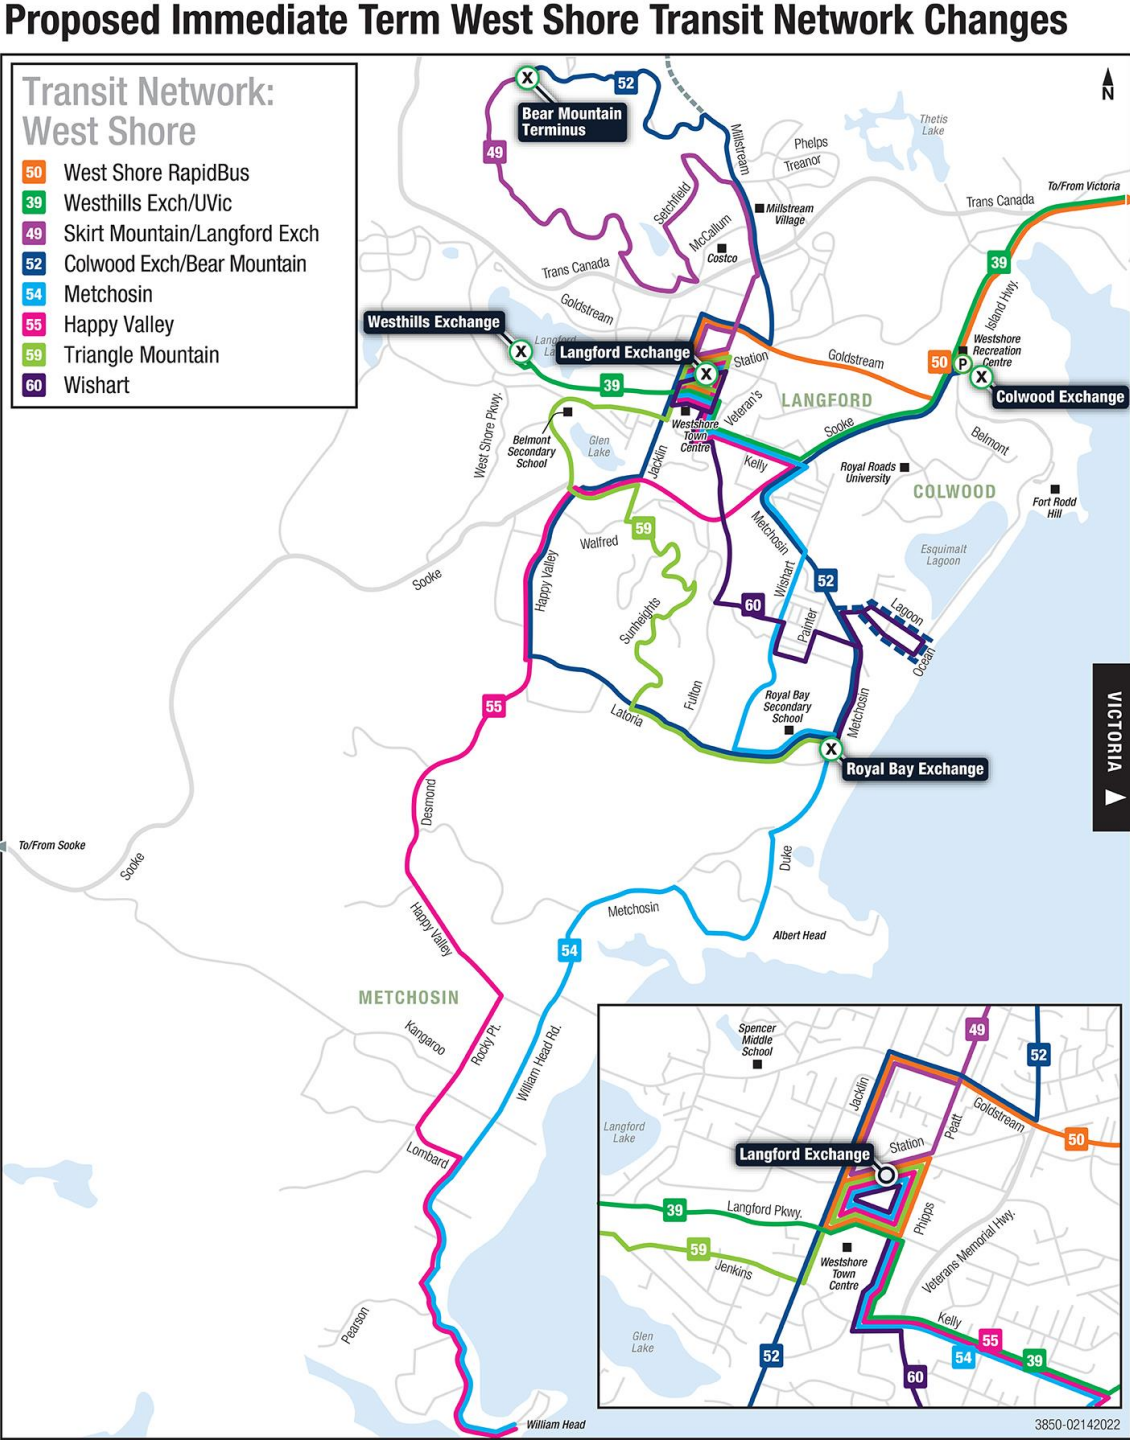 Proposed Immediate Term West Shore Transit Network Changes
Transit Network:
West Shore
50 West Shore RapidBus
39 Westhills Exch/UVic
49 Skirt Mountain/Langford Exch
52 Colwood Exch/Bear Mountain
54 Metchosin
55 Happy Valley
59 Triangle Mountain
60 Wishart
X
52
Bear Mountain
Terminus
49
N
Thetis
Lake
Millstream
Phelps
Treanor
To/From Victoria
Trans Canada
Setchfield
Millstream
Village
McCallum
Costco
39
Trans Canada
Goldstream
Island Hwy.
Westhills Exchange
X
Langford
La
Langford Exchange
X
Station
Goldstream
50
Westshore
Recreation
Centre
P
X
Colwood Exchange
39
LANGFORD
Veteran's
Westshore
Town
Centre
Sooke
West Shore Pkwy.
Belmont
Secondary
School
Glen
Lake
Jacklin
Kelly
Belmont
Royal Roads
University
COLWOOD
Fort Rodd
Hill
59
Walfred
Metchosin
Esquimalt
Lagoon
Sooke
Happy Valley
Wishart
52
60
Sunheights
Painter
Lagoon
Ocean
55
Latoria
Fulton
Royal Bay
Secondary
School
Metchosin
X
Royal Bay Exchange
VICTORIA
Desmond
To/From Sooke
Sooke
Duke
Happy Valley
Metchosin
Albert Head
54
METCHOSIN
Kangaroo
Rocky Pt.
William Head Rd.
Lombard
Pearson
William Head
Spencer
Middle
School
49
52
Jacklin
Goldstream
Peatt
50
Langford
Lake
Station
Langford Exchange
39
Langford Pkwy.
Phipps
59
Jenkins
Westshore
Town
Centre
Veterans Memorial Hwy.
Glen
Lake
Kelly
52
55
54
39
60
3850-02142022